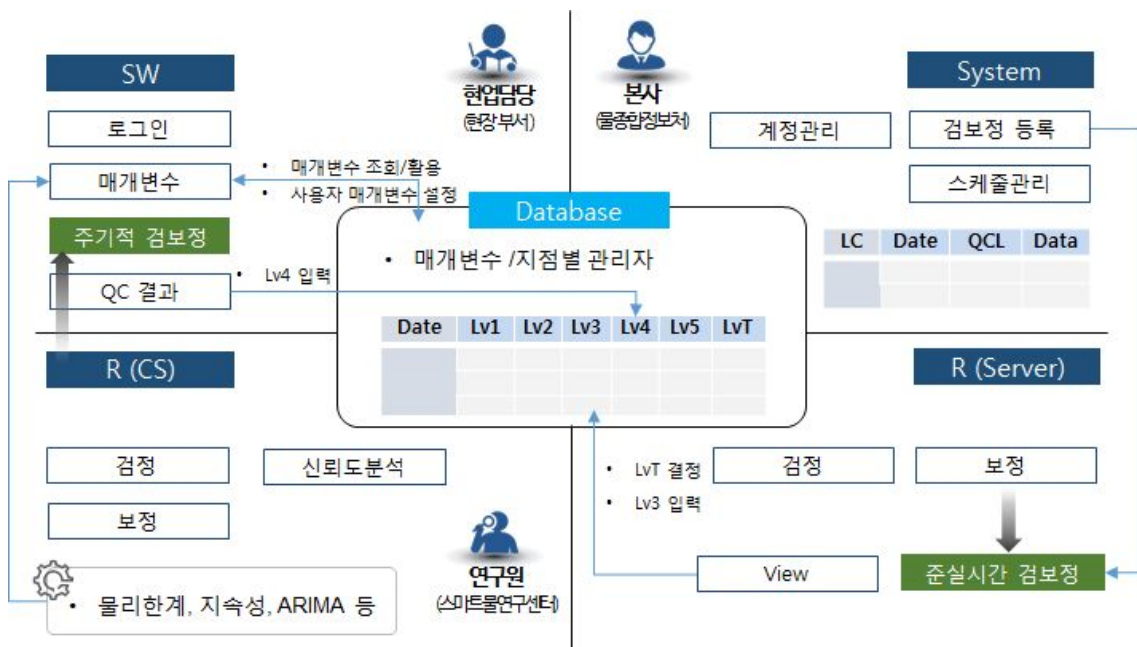 SW
로그인
매개변수
주기적 검보정
QC 결과
현업담당
(현장 부서)
• 매개변수 조회/활용
• 사용자 매개변수 설정
• Lv4 입력
본사
(물종합정보처)
System
계정관리
검보정 등록
스케줄관리
LC Date QCL Data
Database
• 매개변수 /지점별 관리자
Date Lv1 Lv2 Lv3 Lv4 Lv5 LvT
R (CS)
검정
신뢰도분석
보정
• 물리한계, 지속성, ARIMA 등
연구원
(스마트물연구센터)
R (Server)
• LvT 결정
• Lv3 입력
검정
보정
View
준실시간 검보정